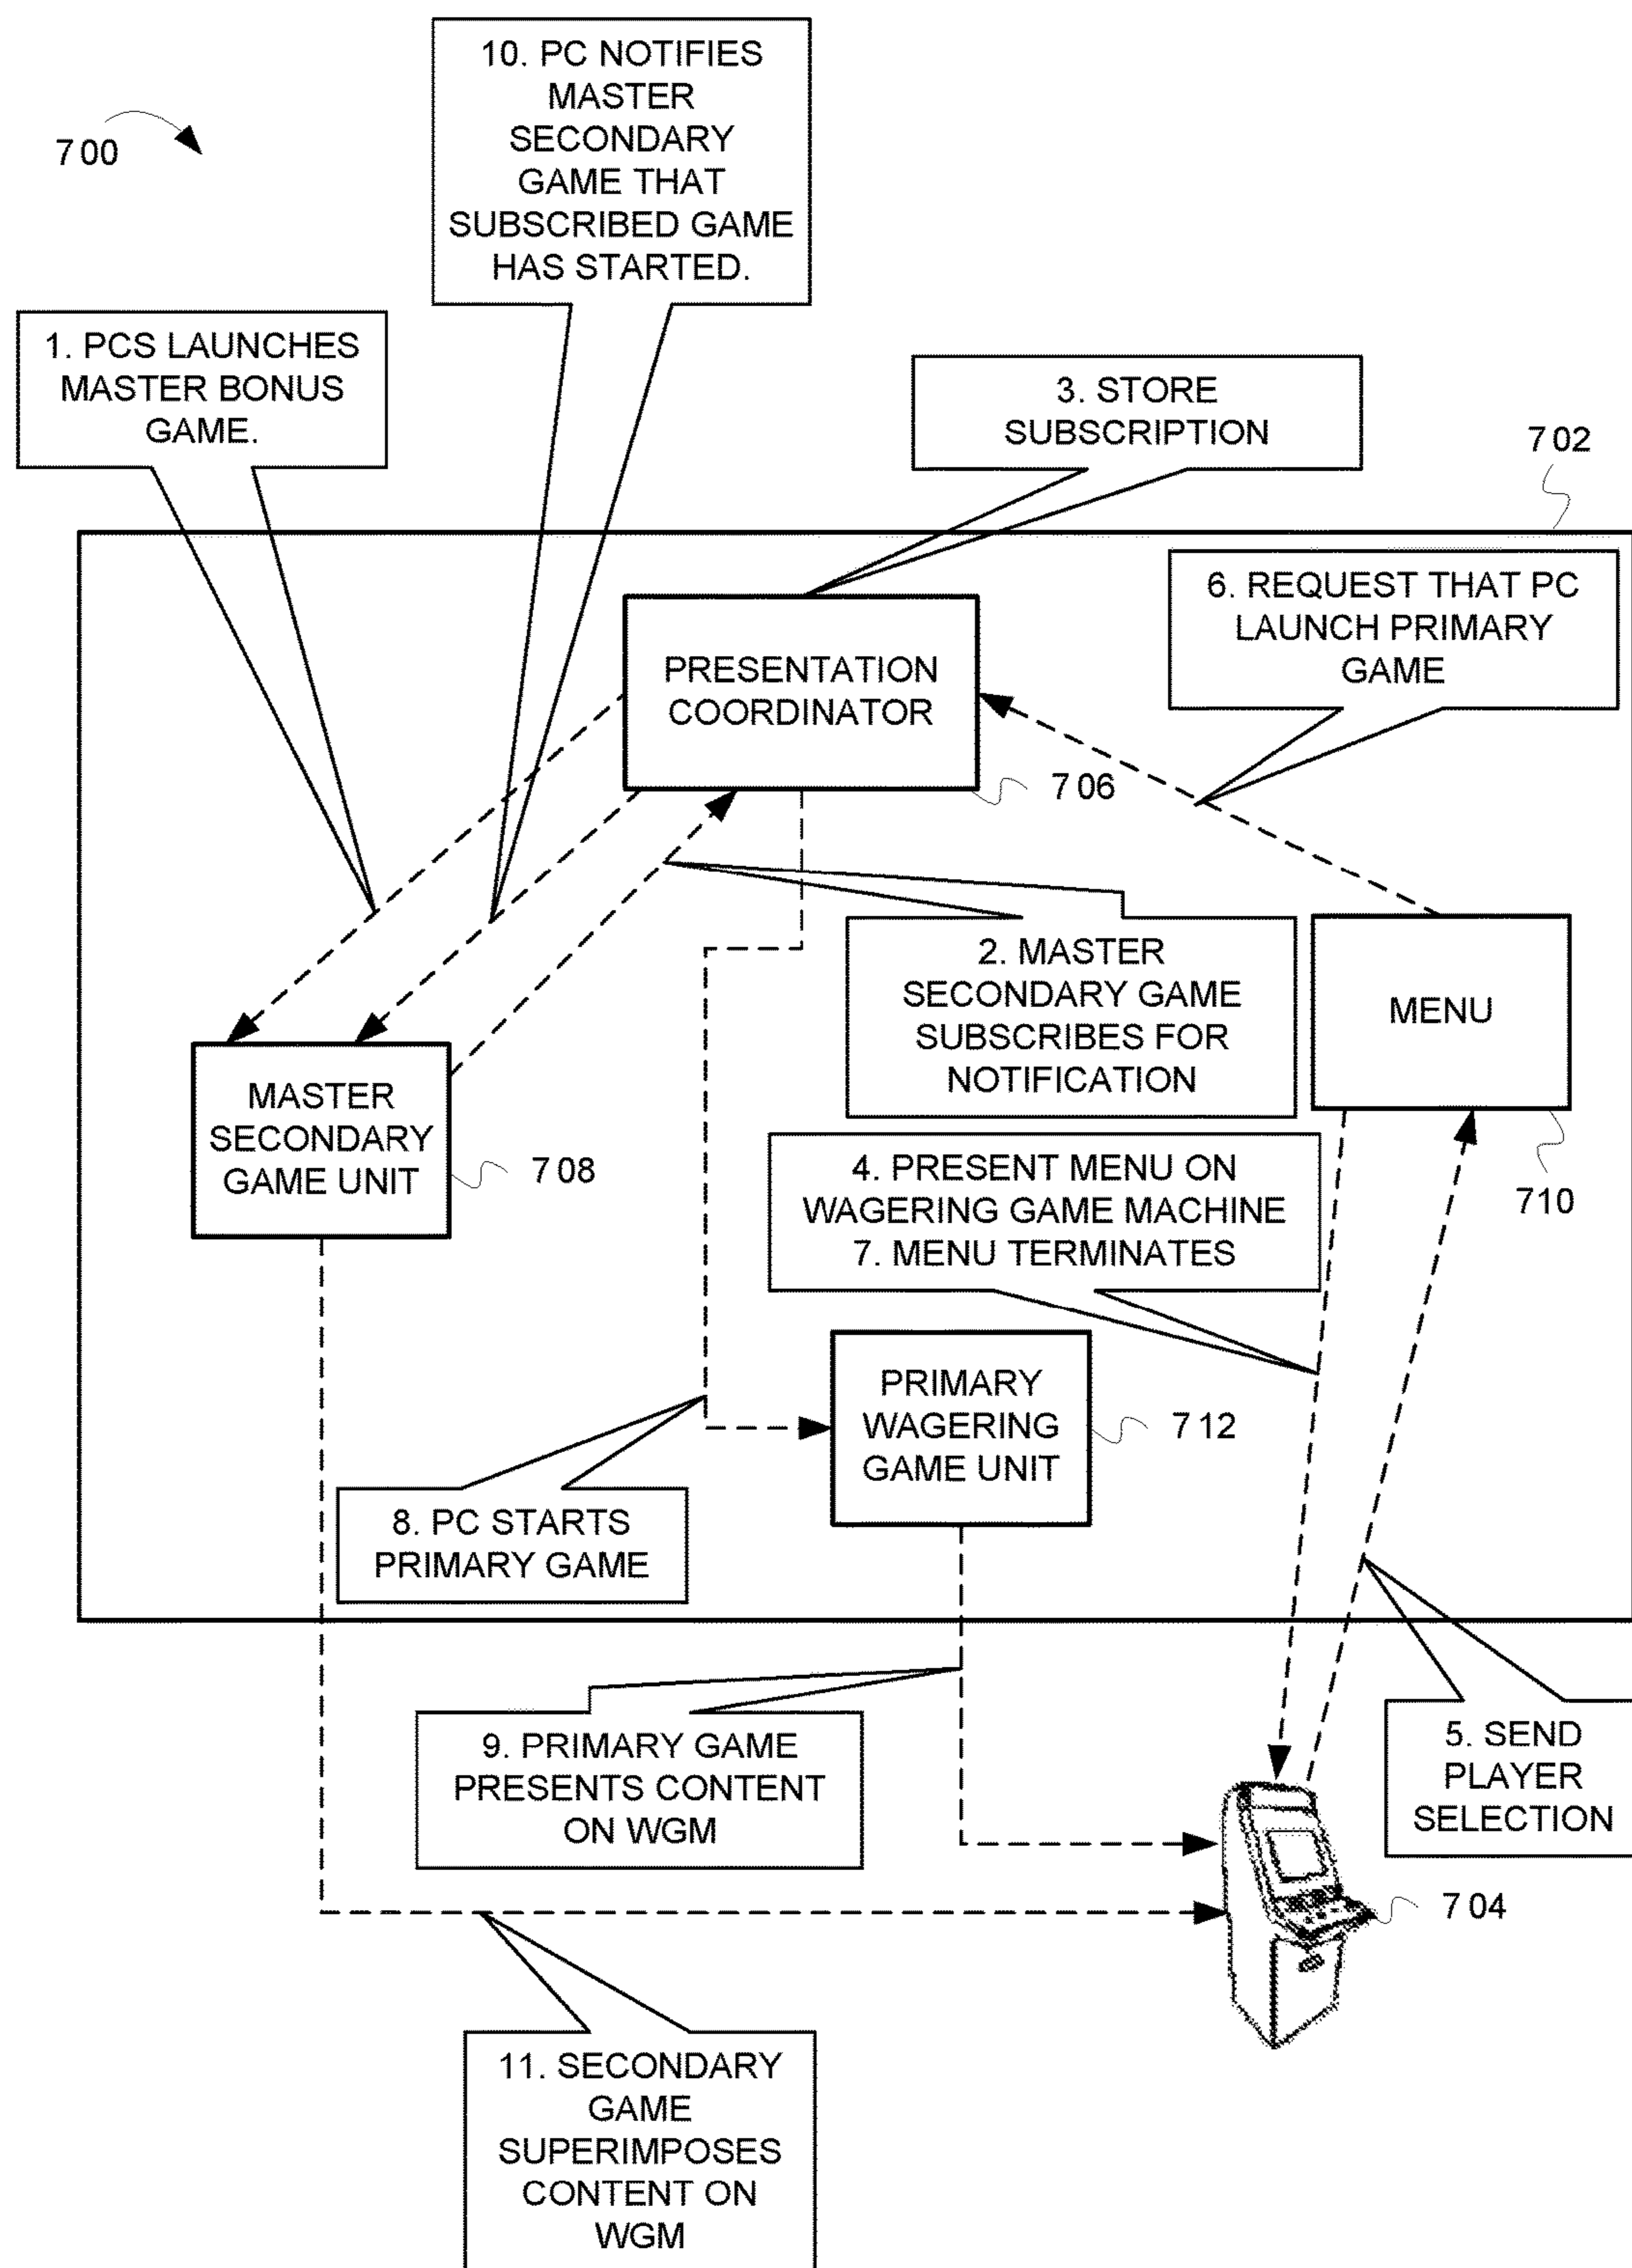 10. PC NOTIFIES
MASTER
SECONDARY
GAME THAT
SUBSCRIBED GAME
HAS STARTED.
700
1. PCS LAUNCHES
MASTER BONUS
GAME.
3. STORE
SUBSCRIPTION
702
6. REQUEST THAT PC
LAUNCH PRIMARY
GAME
PRESENTATION
COORDINATOR
706
2. MASTER
SECONDARY GAME
SUBSCRIBES FOR
NOTIFICATION
MENU
710
MASTER
SECONDARY
GAME UNIT
708
4. PRESENT MENU ON
WAGERING GAME MACHINE
7. MENU TERMINATES
PRIMARY
WAGERING
GAME UNIT
712
8. PC STARTS
PRIMARY GAME
9. PRIMARY GAME
PRESENTS CONTENT
ON WGM
5. SEND
PLAYER
SELECTION
704
11. SECONDARY
GAME
SUPERIMPOSES
CONTENT ON
WGM